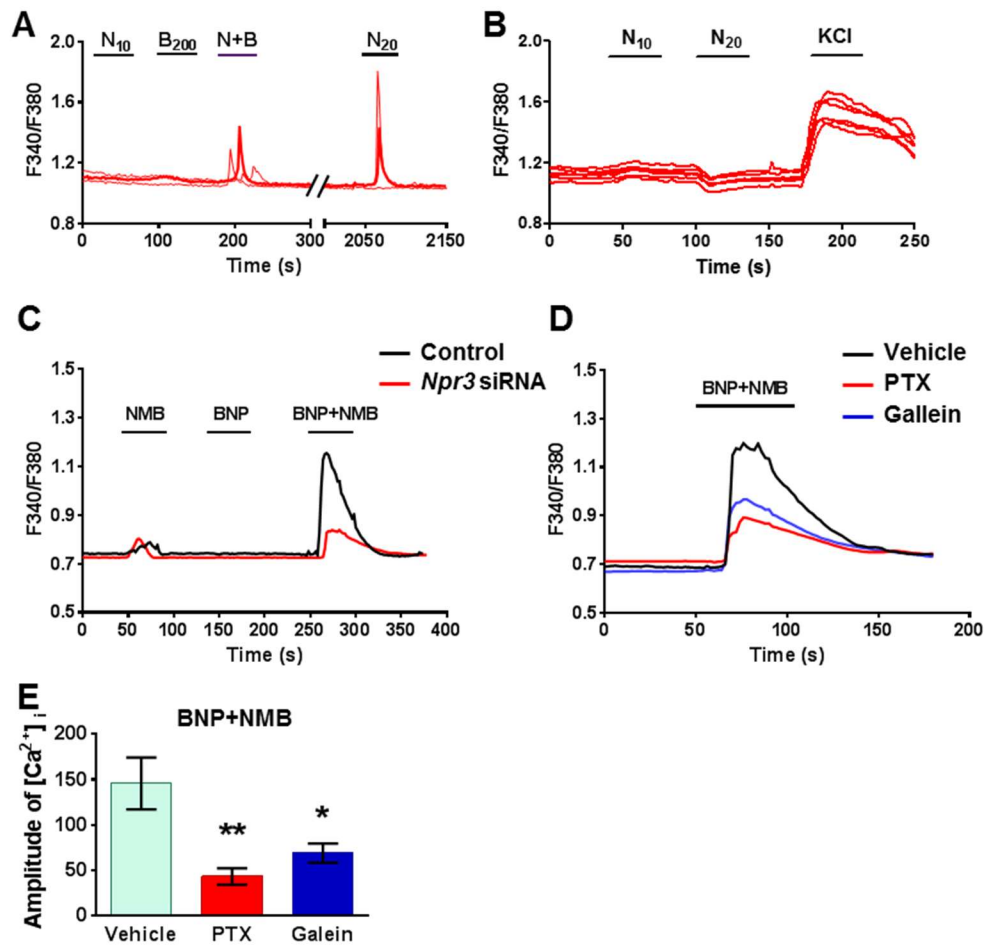 A
N10 B200 N+B N20
2.0
1.6
1.2
0.8
F340/F380
0 100 200 300 2050 2150
Time (s)
B
N10 N20 KCl
2.0
1.6
1.2
0.8
F340/F380
0 50 100 150 200 250
Time (s)
C
Control
Npr3 siRNA
NMB BNP BNP+NMB
1.5
1.3
1.1
0.9
0.7
0.5
F340/F380
0 50 100 150 200 250 300 350 400
Time (s)
D
Vehicle
PTX
Gallein
BNP+NMB
1.5
1.3
1.1
0.9
0.7
0.5
F340/F380
0 50 100 150 200
Time (s)
E
BNP+NMB
Amplitude of [Ca2+] i
200
150
100
50
0
** *
Vehicle PTX Galein